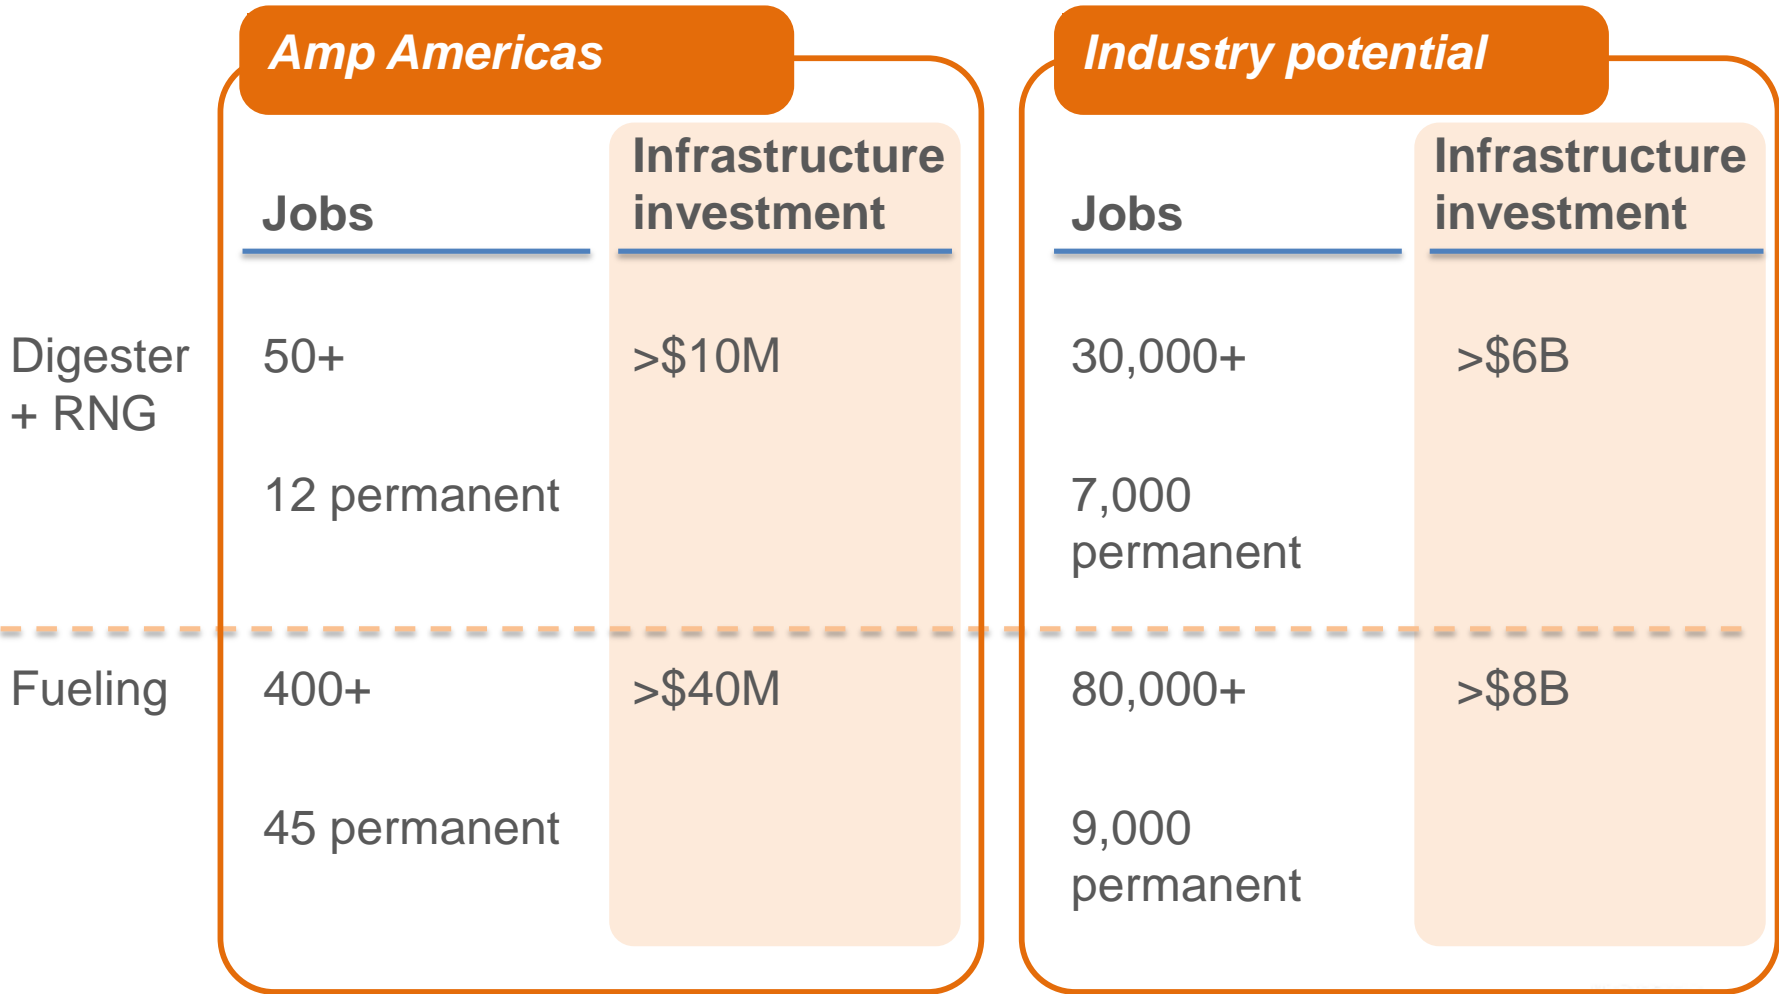 Amp Americas
Industry potential
Jobs
Infrastructure
investment
Jobs
Infrastructure
investment
Digester
+ RNG
50+
>$10M
30,000+
>$6B
12 permanent
7,000
permanent
Fueling
400+
>$40M
80,000+
>$8B
45 permanent
9,000
permanent